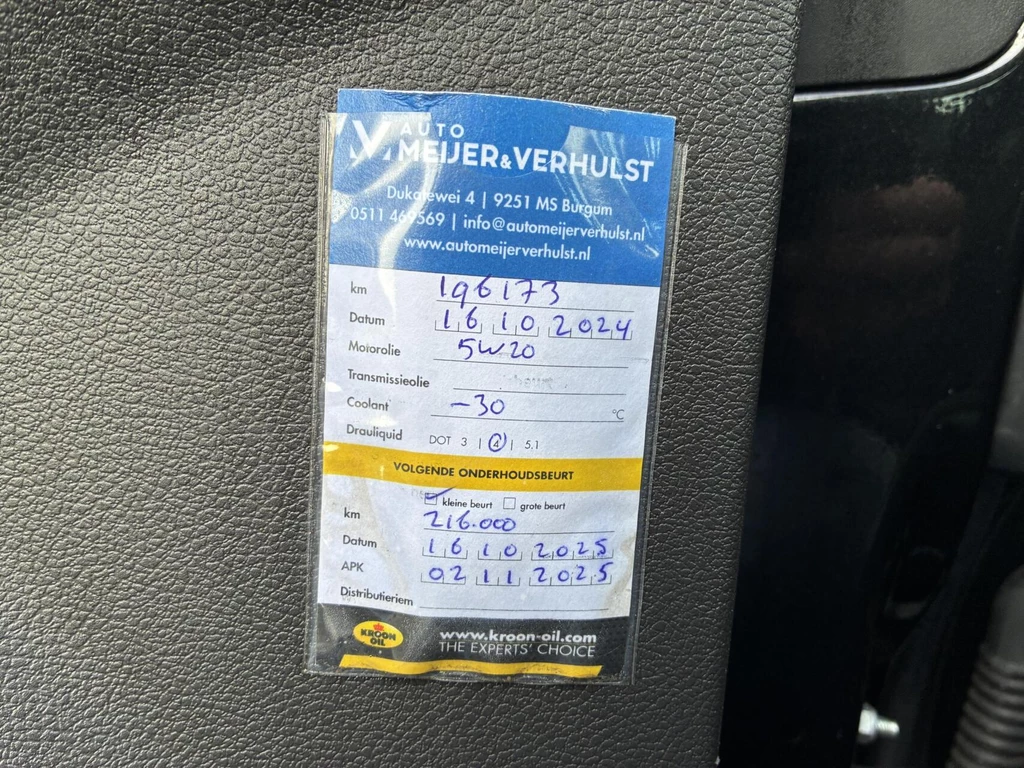 AUTO
MEIJER&VERHULST
Dukatewei 4 | 9251 MS Burgum
0511 469569 | info@automeijerverhulst.nl
www.automeijerverhulst.nl
km 196173
Datum 16 10 2024
Motorolie 5W20
Transmissieolie
Coolant -30 °C
Drauliquid DOT 3 | 4 | 5.1
VOLGENDE ONDERHOUDSBEURT
kleine beurt grote beurt
km 216.000
Datum 16 10 2025
APK 02 11 2025
Distributieriem
KROON OIL www.kroon-oil.com
THE EXPERTS' CHOICE